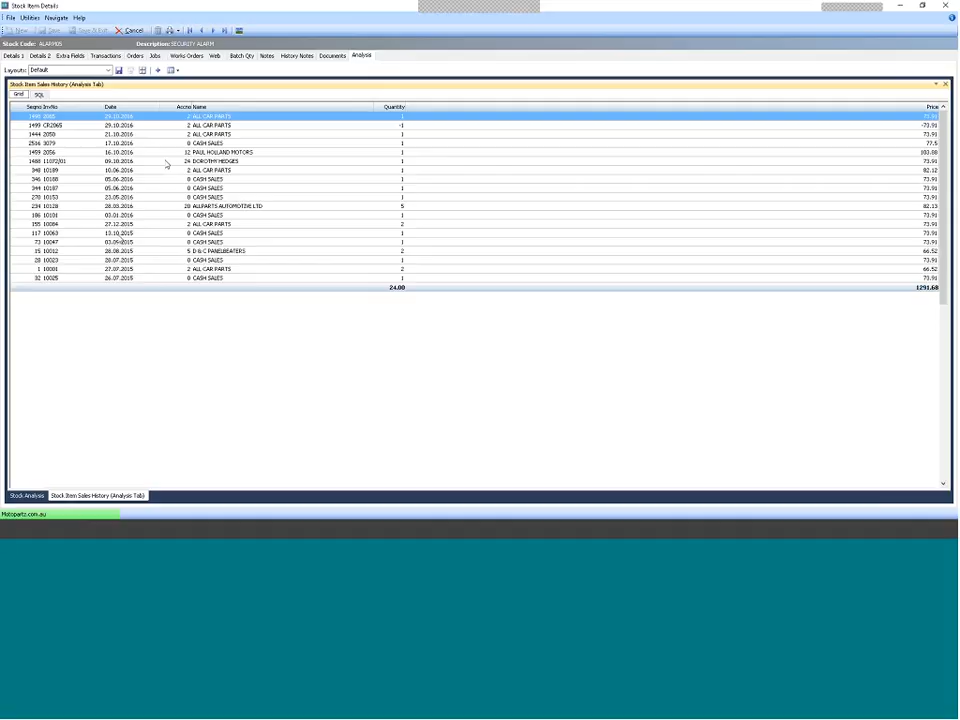 Stock Item Details
File Utilities Navigate Help
New Save Save & Exit Cancel
Stock Code: ALARM05 Description: SECURITY ALARM
Details 1 Details 2 Extra Fields Transactions Orders Jobs Works Orders Web Batch Qty Notes History Notes Documents Analysis
Layouts: Default
Stock Item Sales History (Analysis Tab)
Grid SQL
Seqno InvNo Date Accno Name Quantity Price
2 ALL CAR PARTS 1 73.91
1499 CR2065 29.10.2016 2 ALL CAR PARTS -1 -73.91
1444 2058 21.10.2016 2 ALL CAR PARTS 1 73.91
2516 3079 17.10.2016 0 CASH SALES 1 77.5
1459 2056 16.10.2016 12 PAUL HOLLAND MOTORS 1 103.88
1488 11072/01 09.10.2016 24 DOROTHY HEDGES 1 73.91
348 10189 10.06.2016 2 ALL CAR PARTS 1 82.12
346 10188 05.06.2016 0 CASH SALES 1 73.91
344 10187 05.06.2016 0 CASH SALES 1 73.91
278 10153 23.05.2016 0 CASH SALES 1 73.91
234 10128 28.03.2016 20 ALLPARTS AUTOMOTIVE LTD 5 82.13
186 10101 03.01.2016 0 CASH SALES 1 73.91
155 10084 27.12.2015 2 ALL CAR PARTS 2 73.91
117 10063 13.10.2015 0 CASH SALES 1 73.91
73 10047 03.09.2015 0 CASH SALES 1 73.91
15 10012 28.08.2015 5 D & C PANELBEATERS 2 66.52
28 10023 28.07.2015 0 CASH SALES 1 73.91
1 10001 27.07.2015 2 ALL CAR PARTS 2 66.52
32 10025 26.07.2015 0 CASH SALES 1 73.91
24.00 1291.68
Stock Analysis Stock Item Sales History (Analysis Tab)
Motopartz.com.au